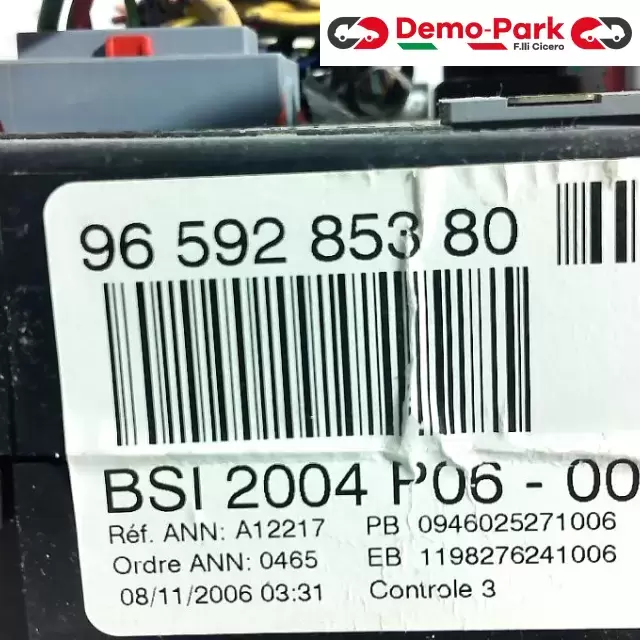 Demo-Park
F.lli Cicero
96 592 853 80
BSI 2004 P06 - 00
Réf. ANN: A12217 PB 0946025271006
Ordre ANN: 0465 EB 1198276241006
08/11/2006 03:31 Controle 3